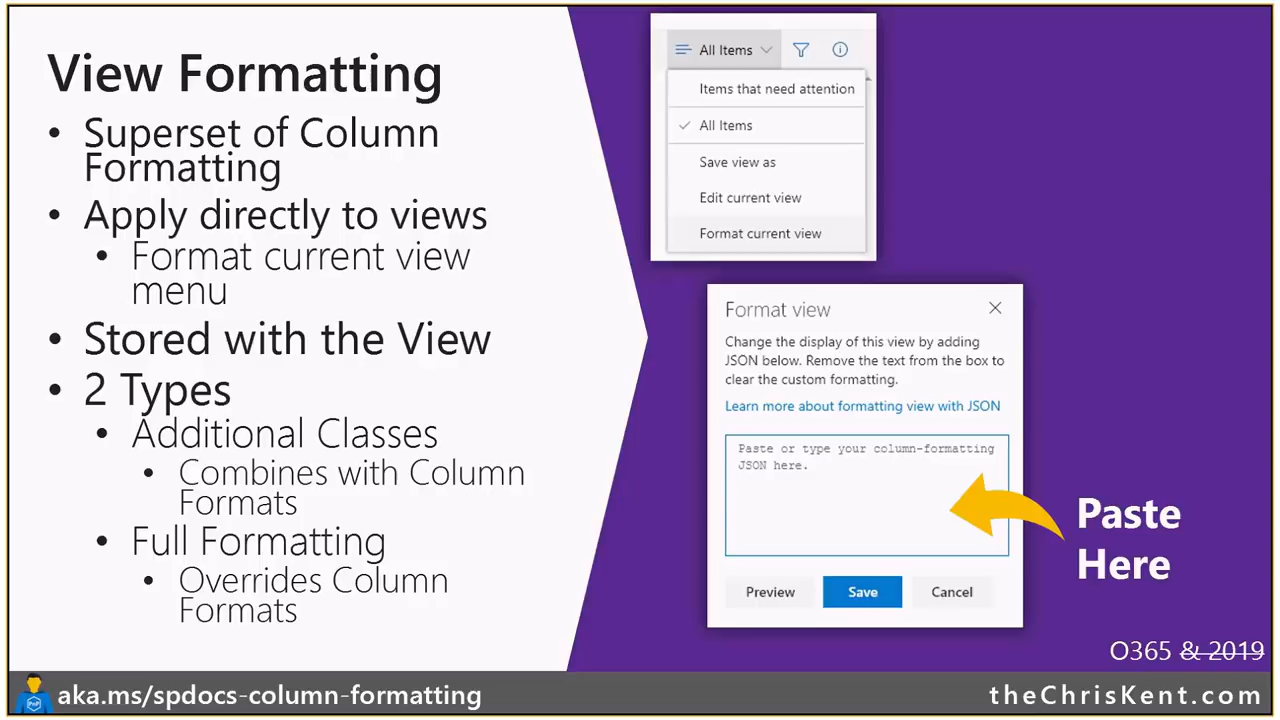 View Formatting
• Superset of Column
Formatting
• Apply directly to views
• Format current view
menu
• Stored with the View
• 2 Types
• Additional Classes
• Combines with Column
Formats
• Full Formatting
• Overrides Column
Formats
All Items
Items that need attention
All Items
Save view as
Edit current view
Format current view
Format view
Change the display of this view by adding
JSON below. Remove the text from the box to
clear the custom formatting.
Learn more about formatting view with JSON
Paste or type your column-formatting
JSON here.
Preview Save Cancel
Paste
Here
O365 & 2019
aka.ms/spdocs-column-formatting
theChrisKent.com